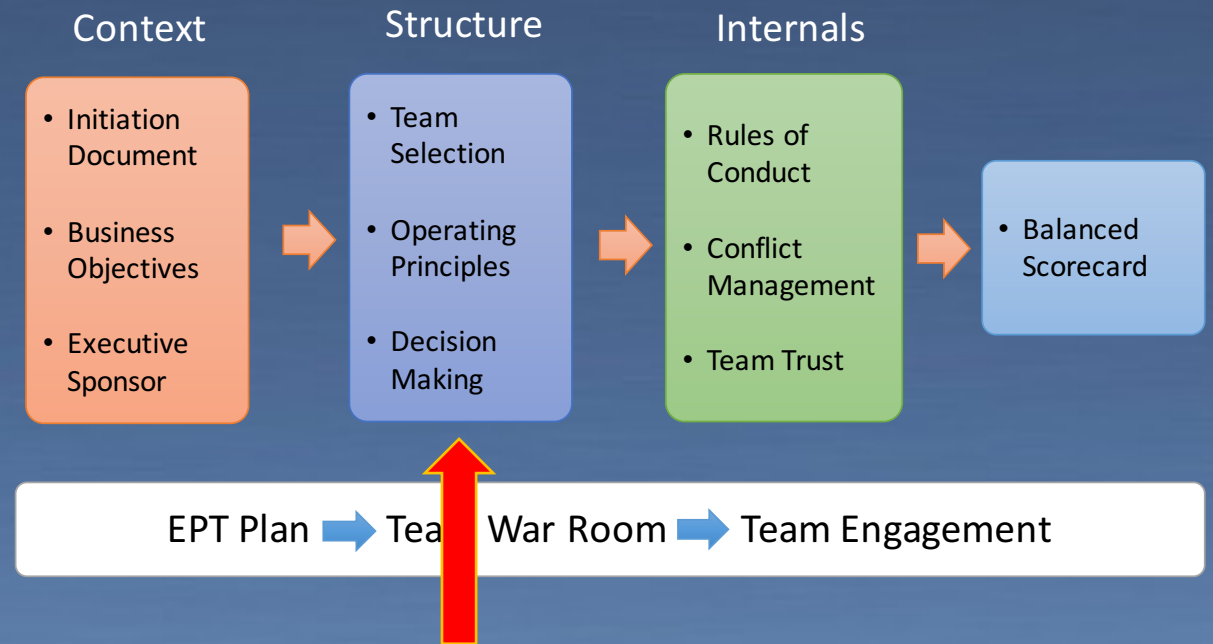 Context
• Initiation
Document
• Business
Objectives
• Executive
Sponsor
Structure
• Team
Selection
• Operating
Principles
• Decision
Making
Internals
• Rules of
Conduct
• Conflict
Management
• Team Trust
• Balanced
Scorecard
EPT Plan Tea War Room Team Engagement